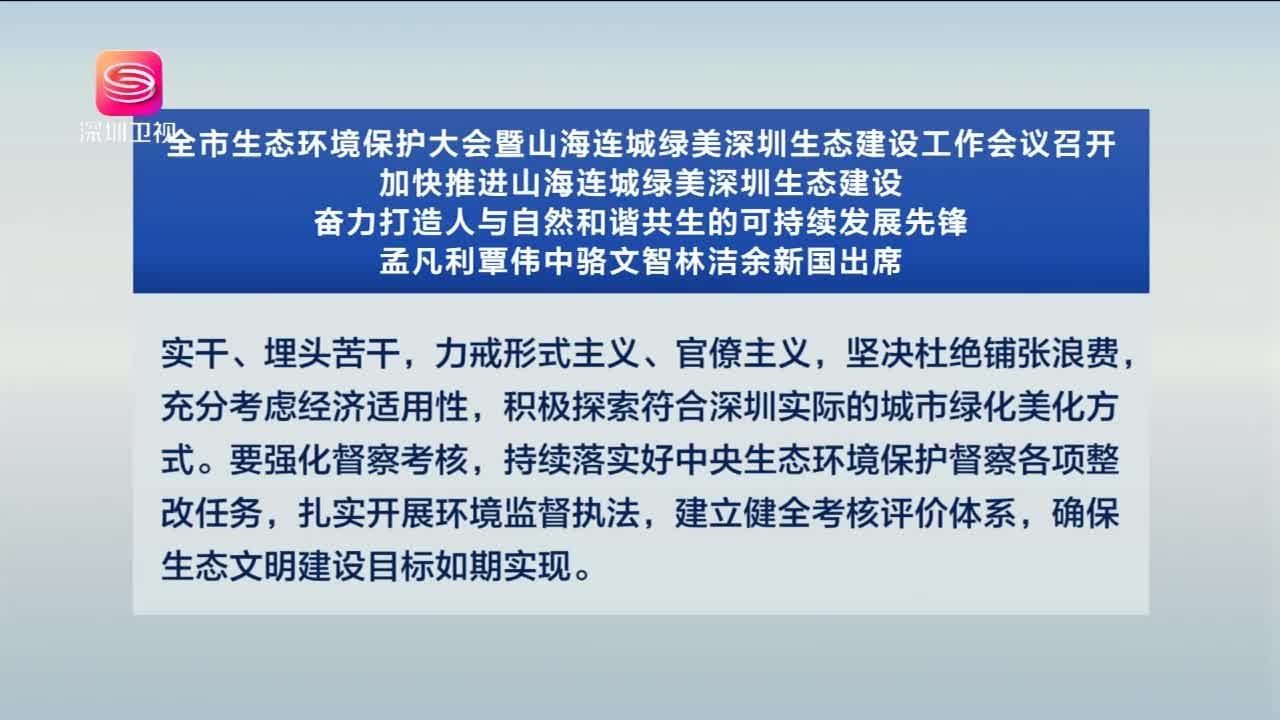 深圳卫视
全市生态环境保护大会暨山海连城绿美深圳生态建设工作会议召开
加快推进山海连城绿美深圳生态建设
奋力打造人与自然和谐共生的可持续发展先锋
孟凡利覃伟中骆文智林洁余新国出席
实干、埋头苦干，力戒形式主义、官僚主义，坚决杜绝铺张浪费，
充分考虑经济适用性，积极探索符合深圳实际的城市绿化美化方
式。要强化督察考核，持续落实好中央生态环境保护督察各项整
改任务，扎实开展环境监督执法，建立健全考核评价体系，确保
生态文明建设目标如期实现。